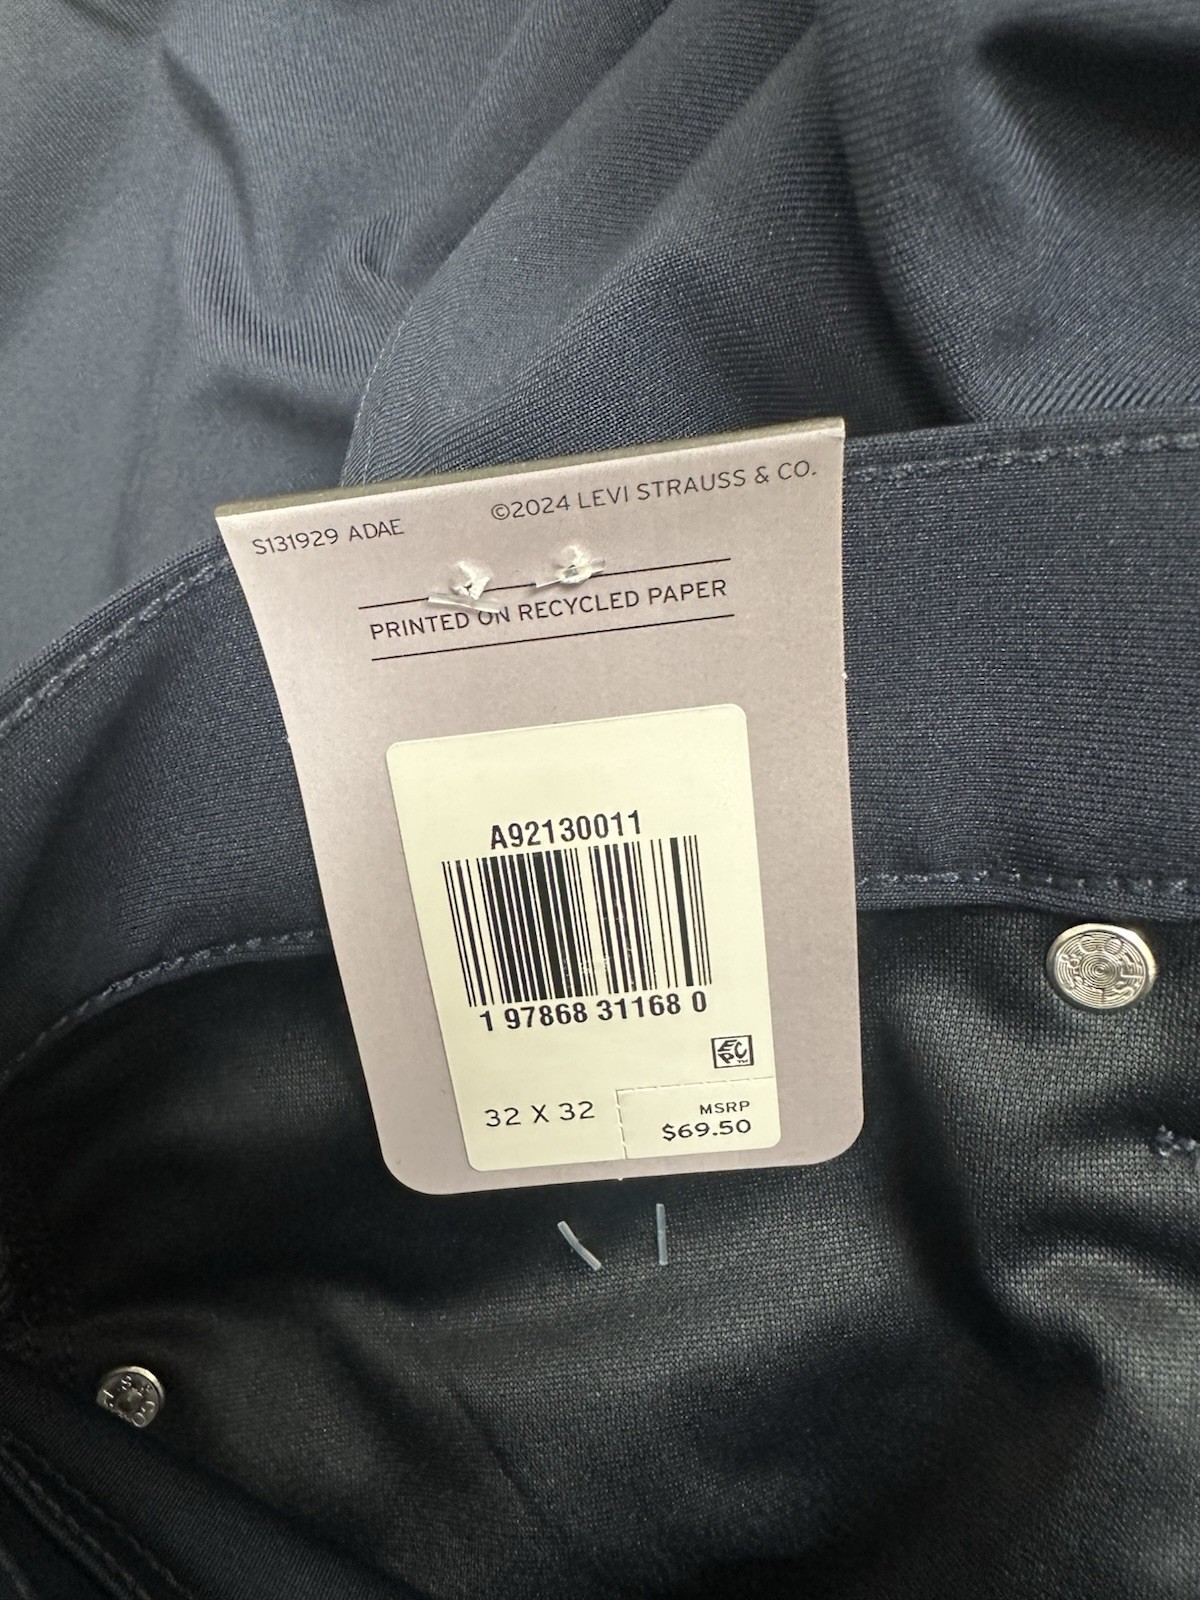 S131929 ADAE
©2024 LEVI STRAUSS & CO.
PRINTED ON RECYCLED PAPER
A92130011
1 97868 31168 0
EPC
32 X 32
MSRP
$69.50